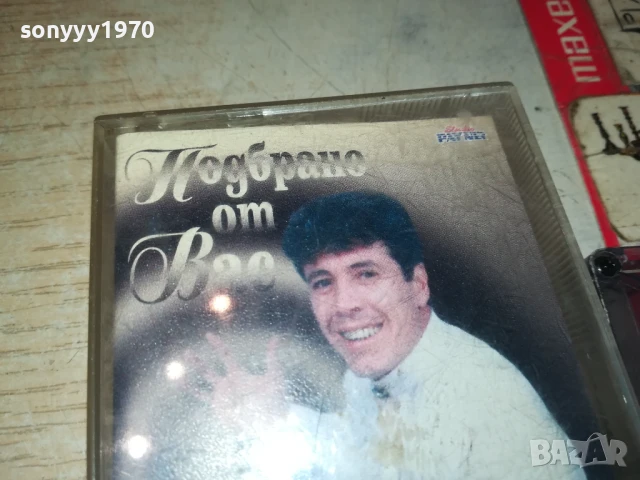 sonyyy1970
PAYNER
maxell
Подбрано
от
Вас
BAZAR